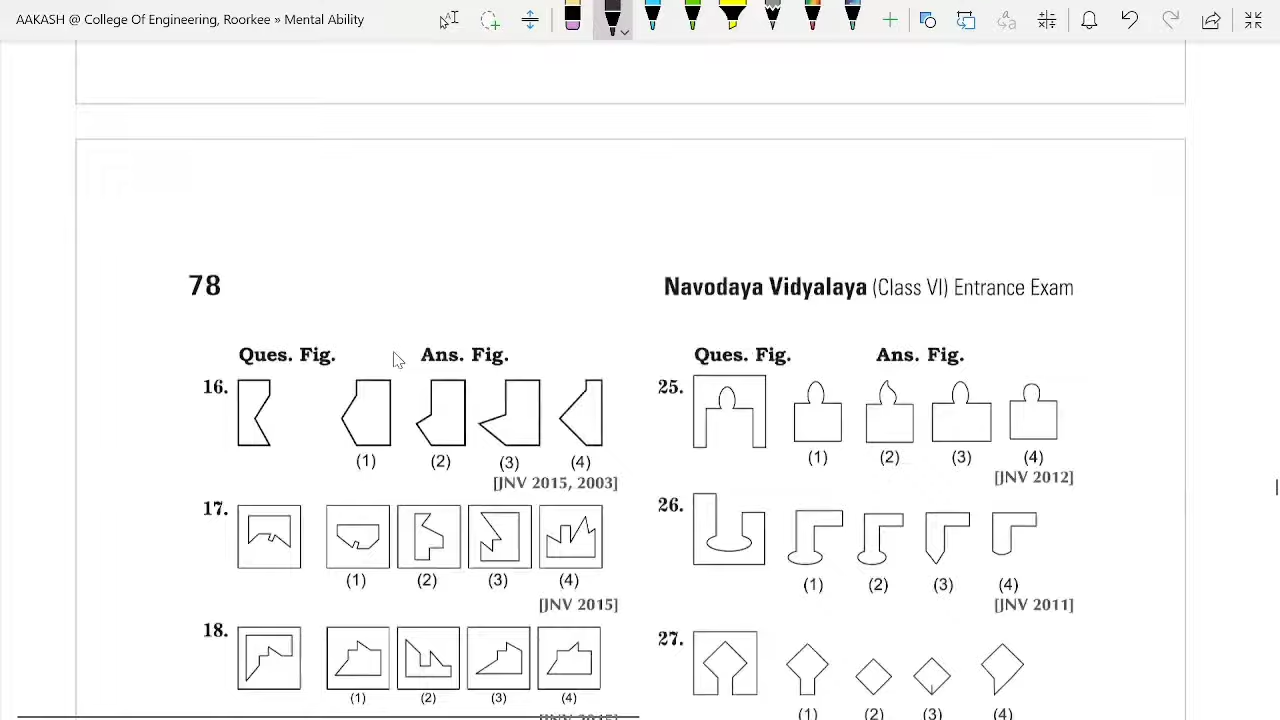 AAKASH @ College Of Engineering, Roorkee » Mental Ability
78
Navodaya Vidyalaya (Class VI) Entrance Exam
Ques. Fig. Ans. Fig.
16.
(1) (2) (3) (4)
[JNV 2015, 2003]
17.
(1) (2) (3) (4)
[JNV 2015]
18.
(1) (2) (3) (4)
[JNV 2015]
Ques. Fig. Ans. Fig.
25.
(1) (2) (3) (4)
[JNV 2012]
26.
(1) (2) (3) (4)
[JNV 2011]
27.
(1) (2) (3) (4)